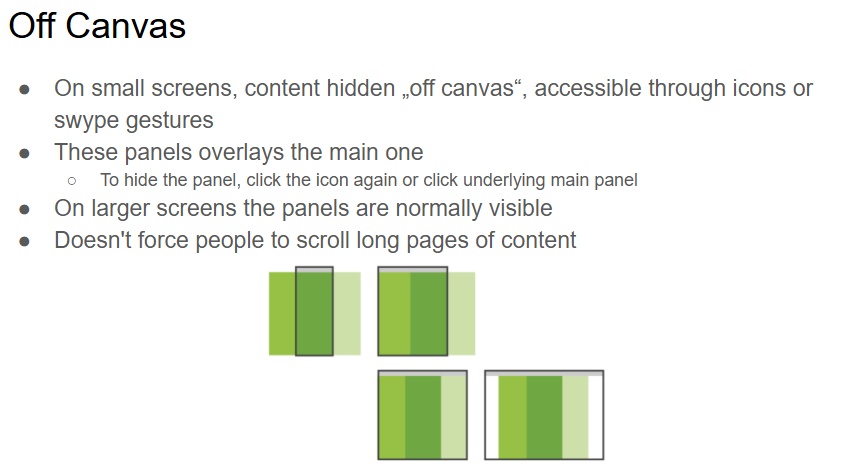 Off Canvas
● On small screens, content hidden „off canvas“, accessible through icons or
swype gestures
● These panels overlays the main one
○ To hide the panel, click the icon again or click underlying main panel
● On larger screens the panels are normally visible
● Doesn't force people to scroll long pages of content